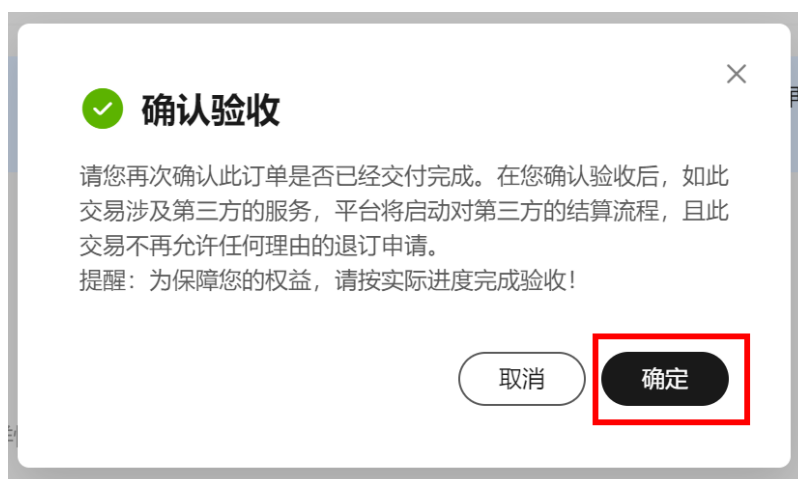 确认验收
请您再次确认此订单是否已经交付完成。在您确认验收后，如此
交易涉及第三方的服务，平台将启动对第三方的结算流程，且此
交易不再允许任何理由的退订申请。
提醒：为保障您的权益，请按实际进度完成验收！
取消
确定